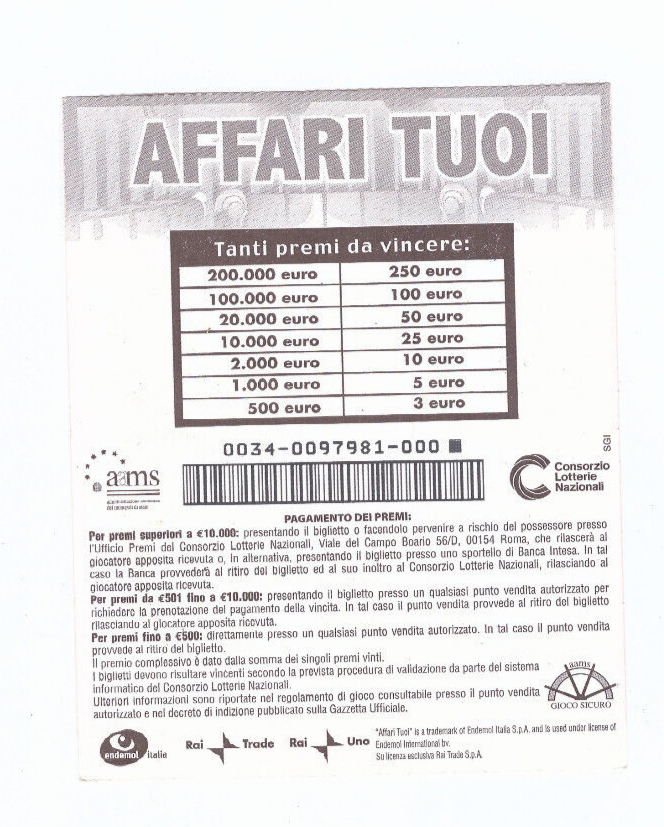 AFFARI TUOI
Tanti premi da vincere:
200.000 euro 250 euro
100.000 euro 100 euro
20.000 euro 50 euro
10.000 euro 25 euro
2.000 euro 10 euro
1.000 euro 5 euro
500 euro 3 euro
0034-0097981-000
SGI
aams
Consorzio
Lotterie
Nazionali
PAGAMENTO DEI PREMI:
Per premi superiori a €10.000: presentando il biglietto o facendolo pervenire a rischio del possessore presso
l'Ufficio Premi del Consorzio Lotterie Nazionali, Viale del Campo Boario 56/D, 00154 Roma, che rilascerà al
giocatore apposita ricevuta o, in alternativa, presentando il biglietto presso uno sportello di Banca Intesa. In tal
caso la Banca provvederà al ritiro del biglietto ed al suo inoltro al Consorzio Lotterie Nazionali, rilasciando al
giocatore apposita ricevuta.
Per premi da €501 fino a €10.000: presentando il biglietto presso un qualsiasi punto vendita autorizzato per
richiedere la prenotazione del pagamento della vincita. In tal caso il punto vendita provvede al ritiro del biglietto
rilasciando al giocatore apposita ricevuta.
Per premi fino a €500: direttamente presso un qualsiasi punto vendita autorizzato. In tal caso il punto vendita
provvede al ritiro del biglietto.
Il premio complessivo è dato dalla somma dei singoli premi vinti.
I biglietti devono risultare vincenti secondo la prevista procedura di validazione da parte del sistema
informatico del Consorzio Lotterie Nazionali.
Ulteriori informazioni sono riportate nel regolamento di gioco consultabile presso il punto vendita
autorizzato e nel decreto di indizione pubblicato sulla Gazzetta Ufficiale.
aams
GIOCO SICURO
endemol italia
Rai Trade Rai Uno
"Affari Tuoi" is a trademark of Endemol Italia S.p.A. and is used under license of
Endemol International bv.
Su licenza esclusiva Rai Trade S.p.A.